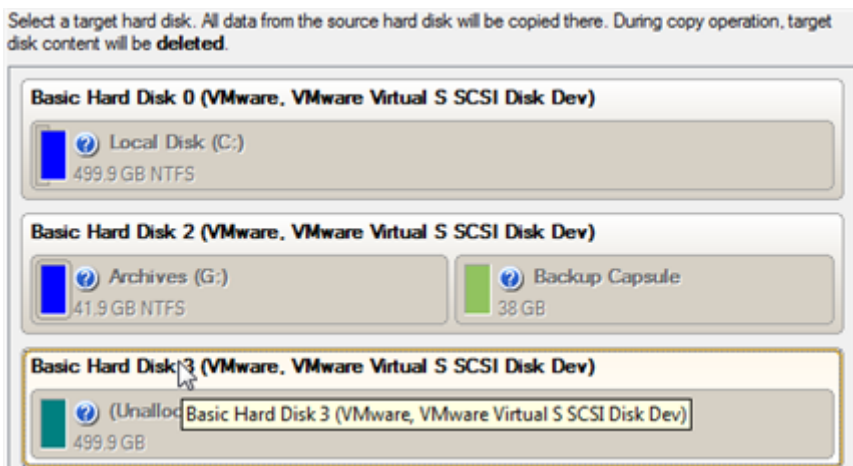 Select a target hard disk. All data from the source hard disk will be copied there. During copy operation, target
disk content will be deleted.
Basic Hard Disk 0 (VMware, VMware Virtual S SCSI Disk Dev)
Local Disk (C:)
499.9 GB NTFS
Basic Hard Disk 2 (VMware, VMware Virtual S SCSI Disk Dev)
Archives (G:)
41.9 GB NTFS
Backup Capsule
38 GB
Basic Hard Disk 3 (VMware, VMware Virtual S SCSI Disk Dev)
Basic Hard Disk 3 (VMware, VMware Virtual S SCSI Disk Dev)
499.9 GB